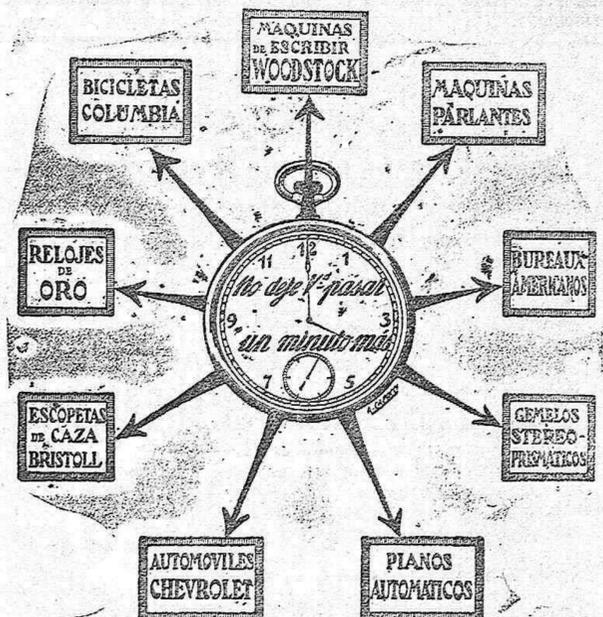 MAQUINAS
DE ESCRIBIR
WOODSTOCK
BICICLETAS
COLUMBIA
MAQUINAS
PARLANTES
RELOJES
DE
ORO
BUREAUX-
AMERICANOS
11 12 1
No deje Vd. pasar
9 3
un minuto más
7 5
ESCOPETAS
DE CAZA
BRISTOLL
GEMELOS
STEREO-
PRISMÁTICOS
AUTOMOVILES
CHEVROLET
PIANOS
AUTOMATICOS